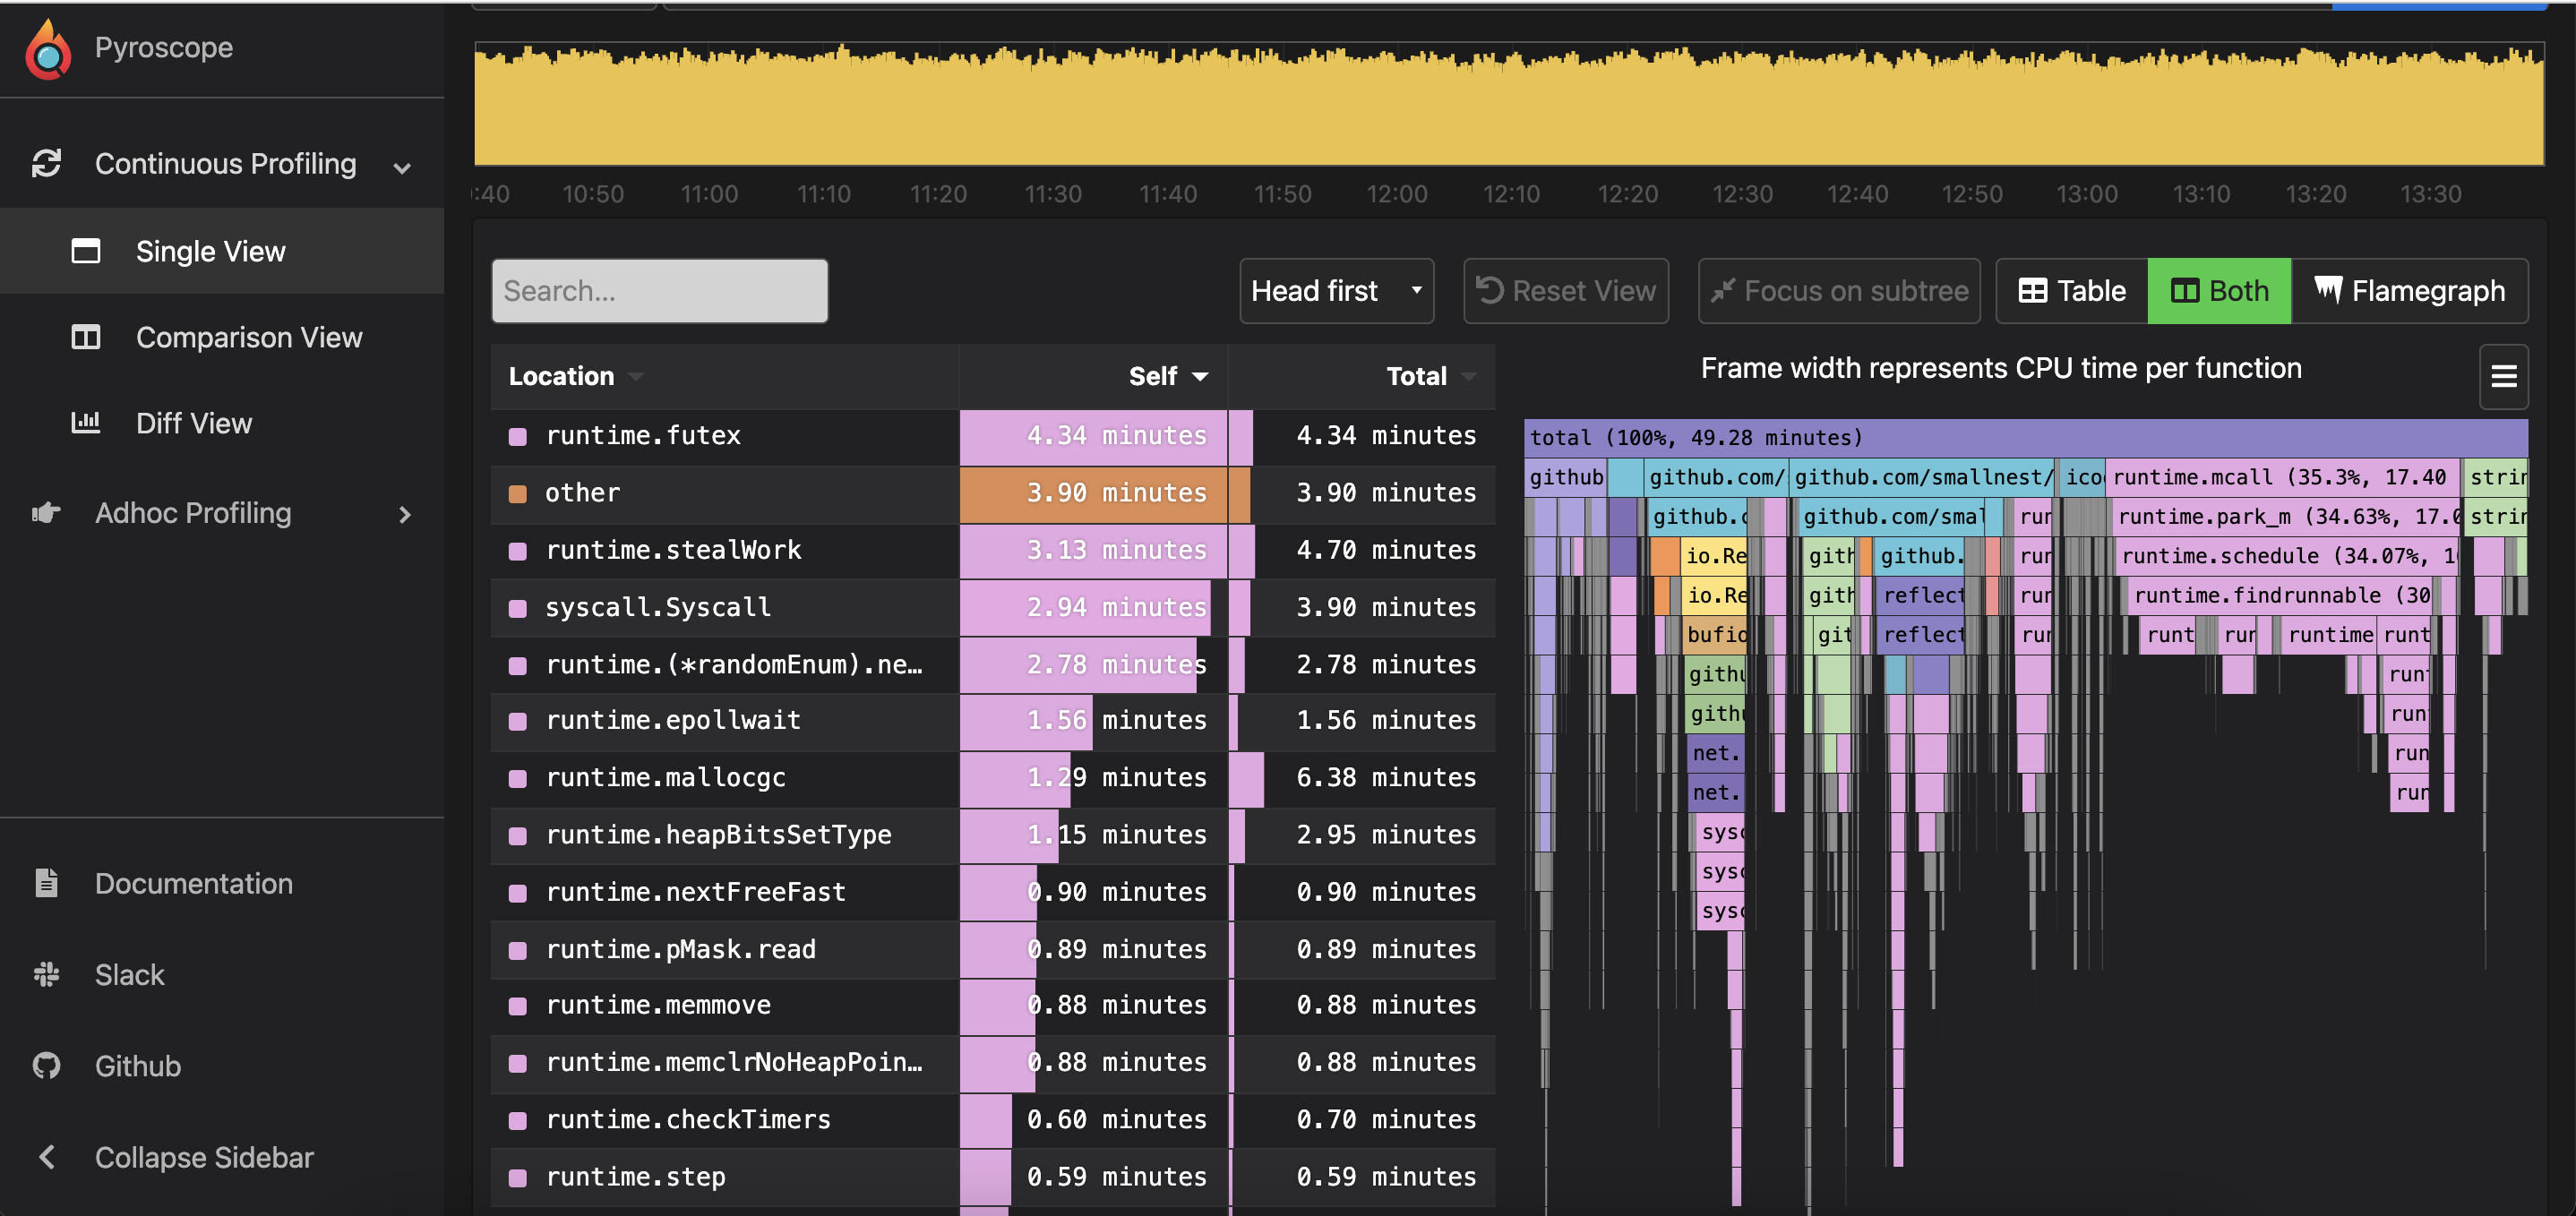 Pyroscope
Continuous Profiling
Single View
Comparison View
Diff View
Adhoc Profiling
Documentation
Slack
Github
Collapse Sidebar
:40 10:50 11:00 11:10 11:20 11:30 11:40 11:50 12:00 12:10 12:20 12:30 12:40 12:50 13:00 13:10 13:20 13:30
Search... Head first Reset View Focus on subtree Table Both Flamegraph
Location Self Total
runtime.futex 4.34 minutes 4.34 minutes
other 3.90 minutes 3.90 minutes
runtime.stealWork 3.13 minutes 4.70 minutes
syscall.Syscall 2.94 minutes 3.90 minutes
runtime.(*randomEnum).ne… 2.78 minutes 2.78 minutes
runtime.epollwait 1.56 minutes 1.56 minutes
runtime.mallocgc 1.29 minutes 6.38 minutes
runtime.heapBitsSetType 1.15 minutes 2.95 minutes
runtime.nextFreeFast 0.90 minutes 0.90 minutes
runtime.pMask.read 0.89 minutes 0.89 minutes
runtime.memmove 0.88 minutes 0.88 minutes
runtime.memclrNoHeapPoin… 0.88 minutes 0.88 minutes
runtime.checkTimers 0.60 minutes 0.70 minutes
runtime.step 0.59 minutes 0.59 minutes
Frame width represents CPU time per function
total (100%, 49.28 minutes)
github github.com/ github.com/smallnest/ ico runtime.mcall (35.3%, 17.40 strin
github.c github.com/smal run runtime.park_m (34.63%, 17.0 strin
io.Re gith github. run runtime.schedule (34.07%, 1
io.Re gith reflect run runtime.findrunnable (30
bufio git reflect run runt run runtime runt
githu run
githu run
net. run
net. run
sysc
sysc
sysc